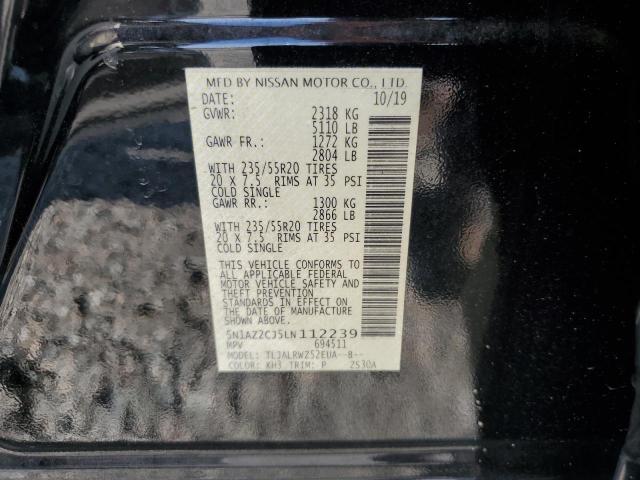 MFD BY NISSAN MOTOR CO., LTD.
DATE: 10/19
GVWR: 2318 KG
5110 LB
GAWR FR.: 1272 KG
2804 LB
WITH 235/55R20 TIRES
20 X 7.5 RIMS AT 35 PSI
COLD SINGLE
GAWR RR.: 1300 KG
2866 LB
WITH 235/55R20 TIRES
20 X 7.5 RIMS AT 35 PSI
COLD SINGLE
THIS VEHICLE CONFORMS TO
ALL APPLICABLE FEDERAL
MOTOR VEHICLE SAFETY AND
THEFT PREVENTION
STANDARDS IN EFFECT ON
THE DATE OF MANUFACTURE
SHOWN ABOVE.
5N1AZ2CJ5LN112239
MPV 694511
MODEL: TLJALRWZ52EUA--B--
COLOR: KH3 TRIM: P 2S30A